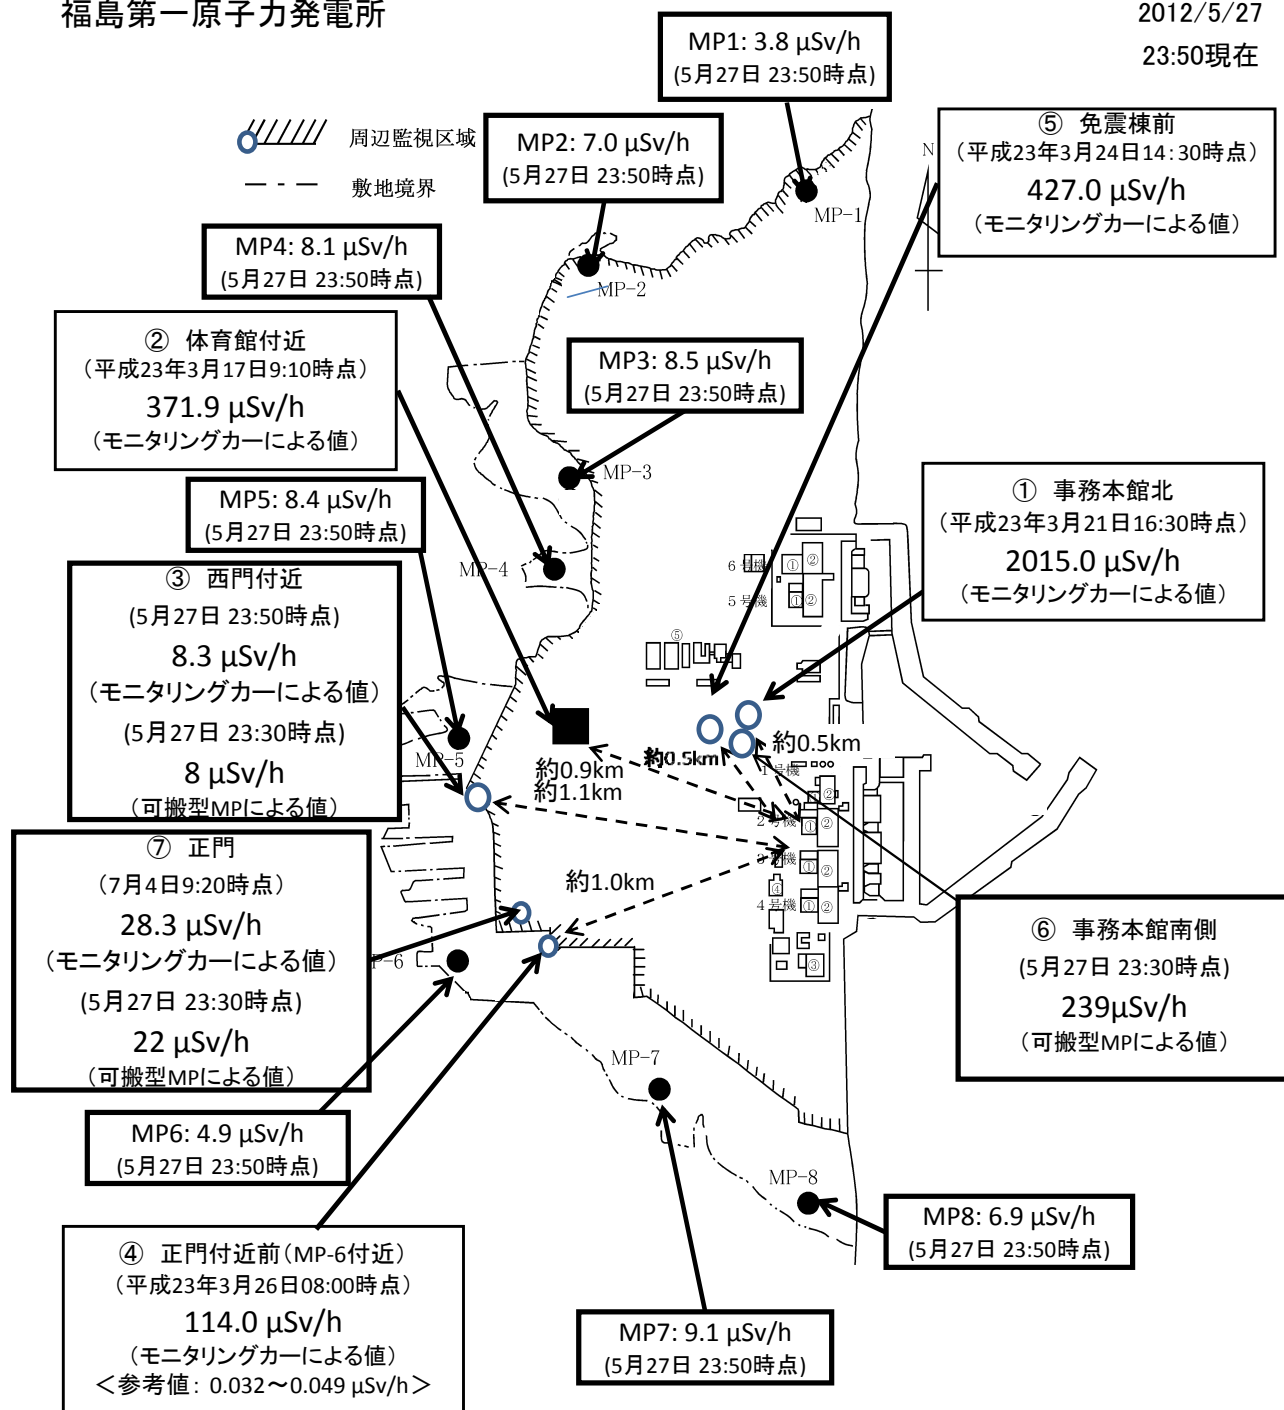 福島第一原子力発電所
2012/5/27
23:50現在
MP1: 3.8 μSv/h
(5月27日 23:50時点)
周辺監視区域
敷地境界
MP2: 7.0 μSv/h
(5月27日 23:50時点)
⑤ 免震棟前
(平成23年3月24日14:30時点)
427.0 μSv/h
(モニタリングカーによる値)
N
MP-1
MP4: 8.1 μSv/h
(5月27日 23:50時点)
MP-2
② 体育館付近
(平成23年3月17日9:10時点)
371.9 μSv/h
(モニタリングカーによる値)
MP3: 8.5 μSv/h
(5月27日 23:50時点)
MP-3
MP5: 8.4 μSv/h
(5月27日 23:50時点)
① 事務本館北
(平成23年3月21日16:30時点)
2015.0 μSv/h
(モニタリングカーによる値)
MP-4
6号機
①
②
5号機
①
②
③ 西門付近
(5月27日 23:50時点)
8.3 μSv/h
(モニタリングカーによる値)
(5月27日 23:30時点)
8 μSv/h
(可搬型MPによる値)
⑤
MP-5
約0.9km
約1.1km
約0.5km
約0.5km
1号機
①
②
2号機
①
②
3号機
①
②
④
4号機
①
②
③
約1.0km
⑦ 正門
(7月4日9:20時点)
28.3 μSv/h
(モニタリングカーによる値)
(5月27日 23:30時点)
22 μSv/h
(可搬型MPによる値)
P-6
⑥ 事務本館南側
(5月27日 23:30時点)
239μSv/h
(可搬型MPによる値)
MP-7
MP6: 4.9 μSv/h
(5月27日 23:50時点)
MP-8
MP8: 6.9 μSv/h
(5月27日 23:50時点)
④ 正門付近前(MP-6付近)
(平成23年3月26日08:00時点)
114.0 μSv/h
(モニタリングカーによる値)
<参考値: 0.032~0.049 μSv/h>
MP7: 9.1 μSv/h
(5月27日 23:50時点)